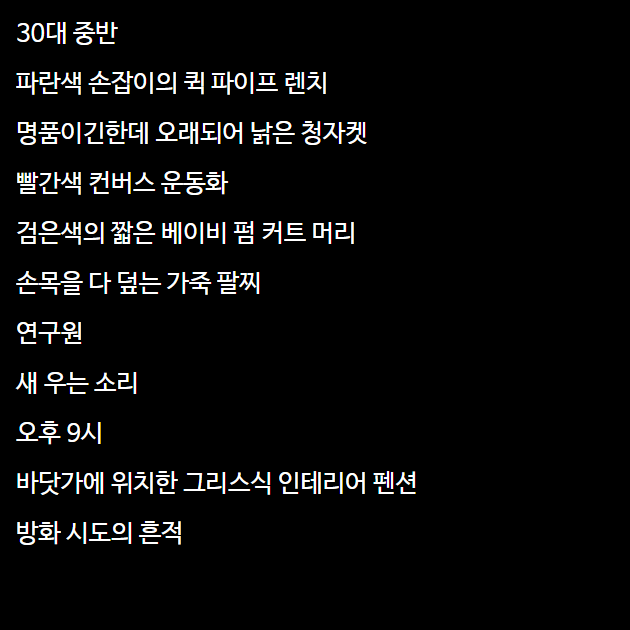 30대 중반
파란색 손잡이의 퀵 파이프 렌치
명품이긴한데 오래되어 낡은 청자켓
빨간색 컨버스 운동화
검은색의 짧은 베이비 펌 커트 머리
손목을 다 덮는 가죽 팔찌
연구원
새 우는 소리
오후 9시
바닷가에 위치한 그리스식 인테리어 펜션
방화 시도의 흔적